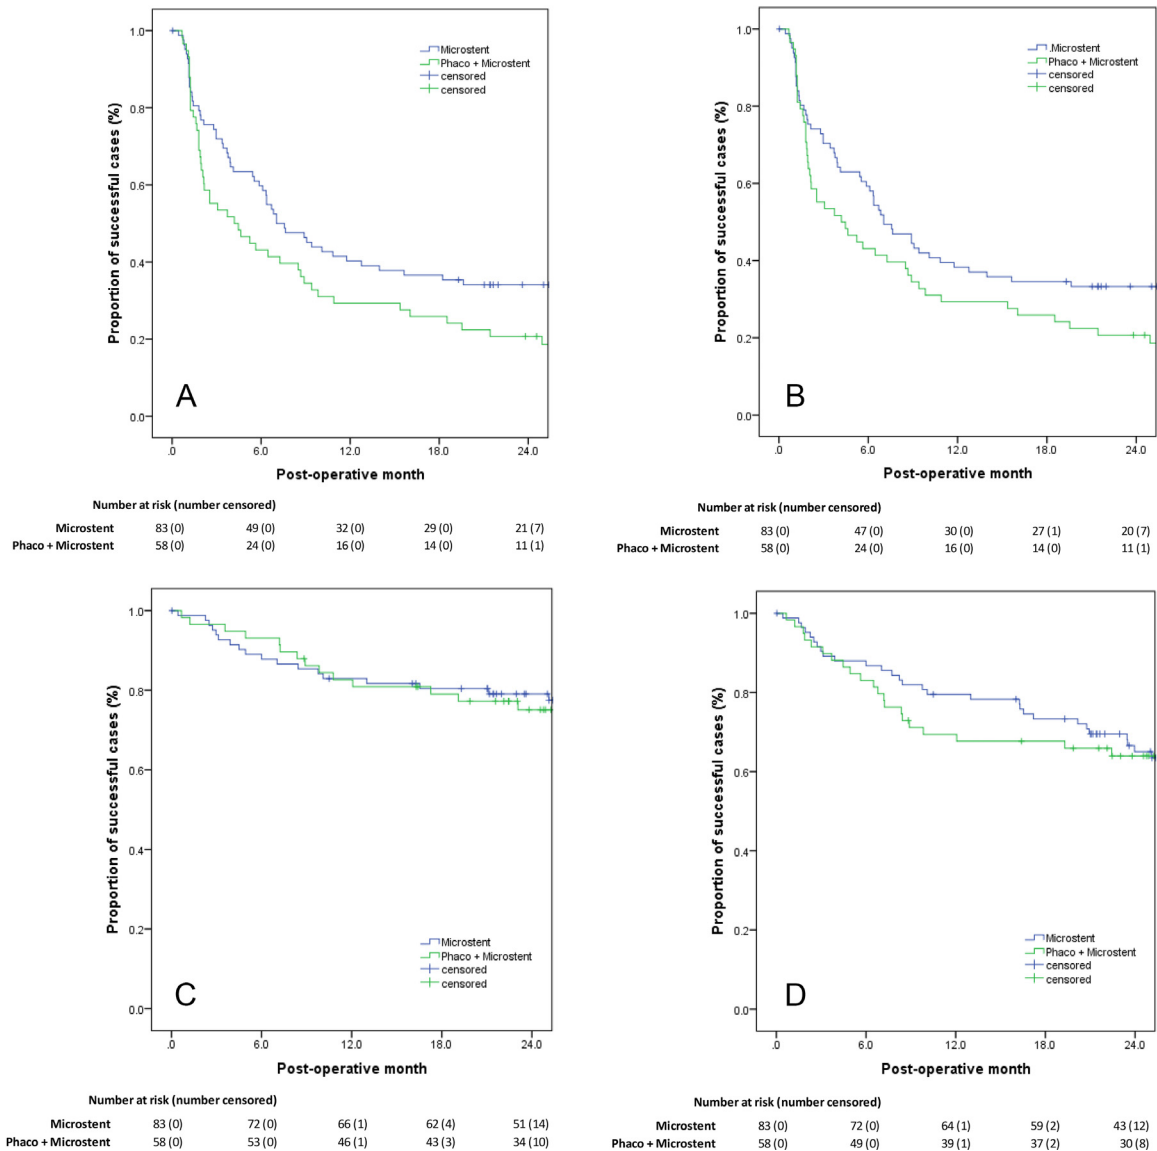 1.0
0.8
0.6
0.4
0.2
0.0
Proportion of successful cases (%)
Microstent
Phaco + Microstent
censored
censored
A
.0 6.0 12.0 18.0 24.0
Post-operative month
Number at risk (number censored)
Microstent 83 (0) 49 (0) 32 (0) 29 (0) 21 (7)
Phaco + Microstent 58 (0) 24 (0) 16 (0) 14 (0) 11 (1)
1.0
0.8
0.6
0.4
0.2
0.0
Proportion of successful cases (%)
.Microstent
Phaco + Microstent
censored
censored
B
.0 6.0 12.0 18.0 24.0
Post-operative month
Number at risk (number censored)
Microstent 83 (0) 47 (0) 30 (0) 27 (1) 20 (7)
Phaco + Microstent 58 (0) 24 (0) 16 (0) 14 (0) 11 (1)
1.0
0.8
0.6
0.4
0.2
0.0
Proportion of successful cases (%)
Microstent
Phaco + Microstent
censored
censored
C
.0 6.0 12.0 18.0 24.0
Post-operative month
Number at risk (number censored)
Microstent 83 (0) 72 (0) 66 (1) 62 (4) 51 (14)
Phaco + Microstent 58 (0) 53 (0) 46 (1) 43 (3) 34 (10)
1.0
0.8
0.6
0.4
0.2
0.0
Proportion of successful cases (%)
Microstent
Phaco + Microstent
censored
censored
D
.0 6.0 12.0 18.0 24.0
Post-operative month
Number at risk (number censored)
Microstent 83 (0) 72 (0) 64 (1) 59 (2) 43 (12)
Phaco + Microstent 58 (0) 49 (0) 39 (1) 37 (2) 30 (8)